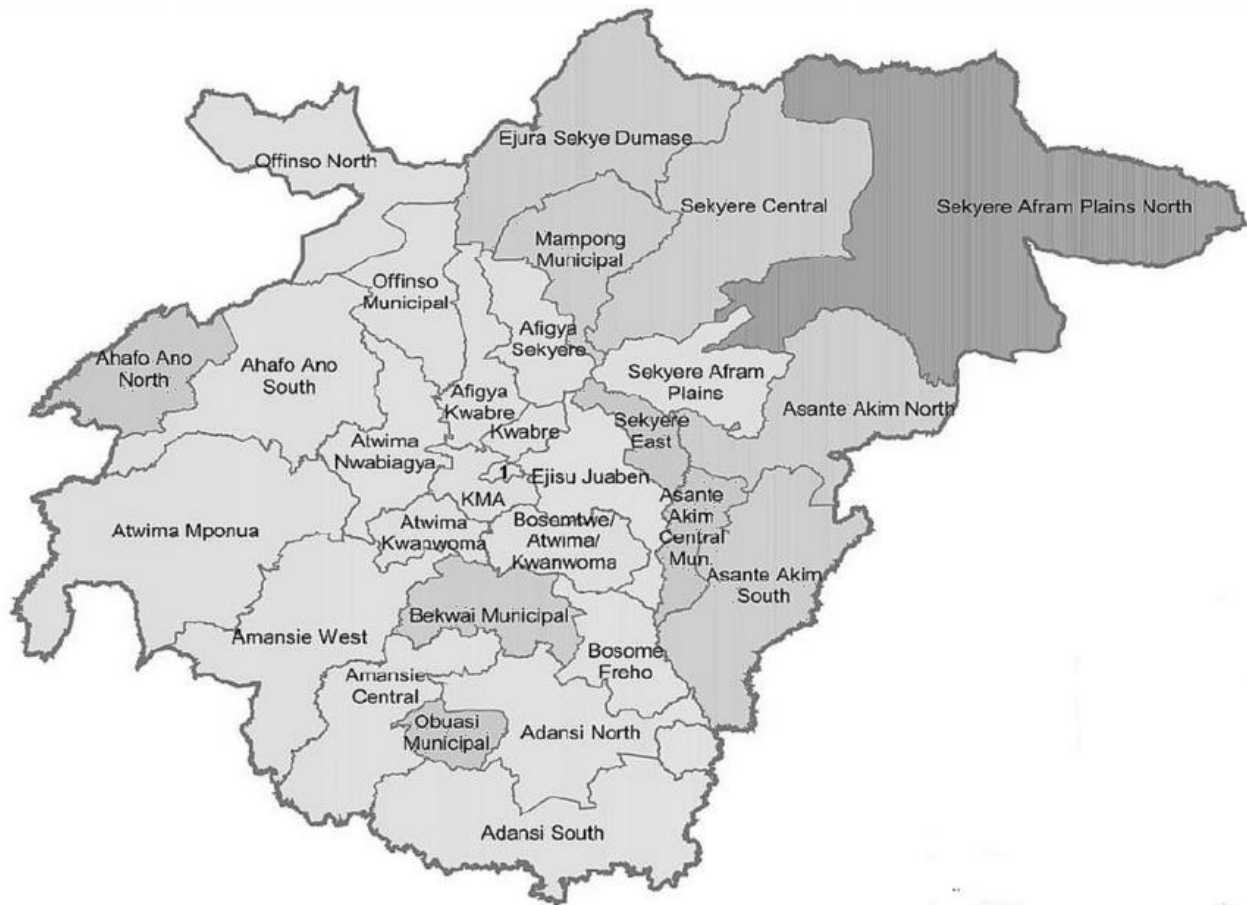 Ejura Sekye Dumase
Offinso North
Sekyere Central
Sekyere Afram Plains North
Mampong
Municipal
Offinso
Municipal
Afigya
Sekyere
Ahafo Ano
North
Ahafo Ano
South
Sekyere Afram
Plains
Afigya
Kwabre
Asante Akim North
Sekyere
East
Kwabre
Atwima
Nwabiagya
1
Ejisu Juaben
KMA
Asante
Akim
Central
Mun.
Atwima Mponua
Atwima
Kwanwoma
Bosemtwe/
Atwima/
Kwanwoma
Asante Akim
South
Bekwai Municipal
Amansie West
Bosome
Freho
Amansie
Central
Obuasi
Municipal
Adansi North
Adansi South